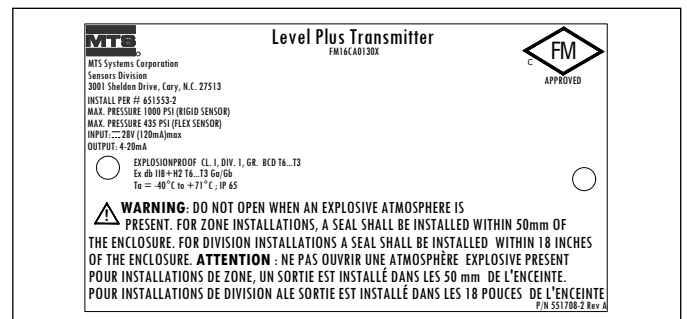 MTS
Level Plus Transmitter
FM16CA0130X
MTS Systems Corporation
Sensors Division
3001 Sheldon Drive, Cary, N.C. 27513
INSTALL PER # 651553-2
MAX. PRESSURE 1000 PSI (RIGID SENSOR)
MAX. PRESSURE 435 PSI (FLEX SENSOR)
INPUT: ⎓ 28V (120mA)max
OUTPUT: 4-20mA
C FM
APPROVED
EXPLOSIONPROOF CL. I, DIV. 1, GR. BCD T6...T3
Ex db IIB+H2 T6...T3 Ga/Gb
Ta = -40°C to +71°C ; IP 65
WARNING: DO NOT OPEN WHEN AN EXPLOSIVE ATMOSPHERE IS
PRESENT. FOR ZONE INSTALLATIONS, A SEAL SHALL BE INSTALLED WITHIN 50mm OF
THE ENCLOSURE. FOR DIVISION INSTALLATIONS A SEAL SHALL BE INSTALLED WITHIN 18 INCHES
OF THE ENCLOSURE. ATTENTION : NE PAS OUVRIR UNE ATMOSPHÈRE EXPLOSIVE PRESENT
POUR INSTALLATIONS DE ZONE, UN SORTIE EST INSTALLÉ DANS LES 50 mm DE L'ENCEINTE.
POUR INSTALLATIONS DE DIVISION ALE SORTIE EST INSTALLÉ DANS LES 18 POUCES DE L'ENCEINTE
P/N 551708-2 Rev A